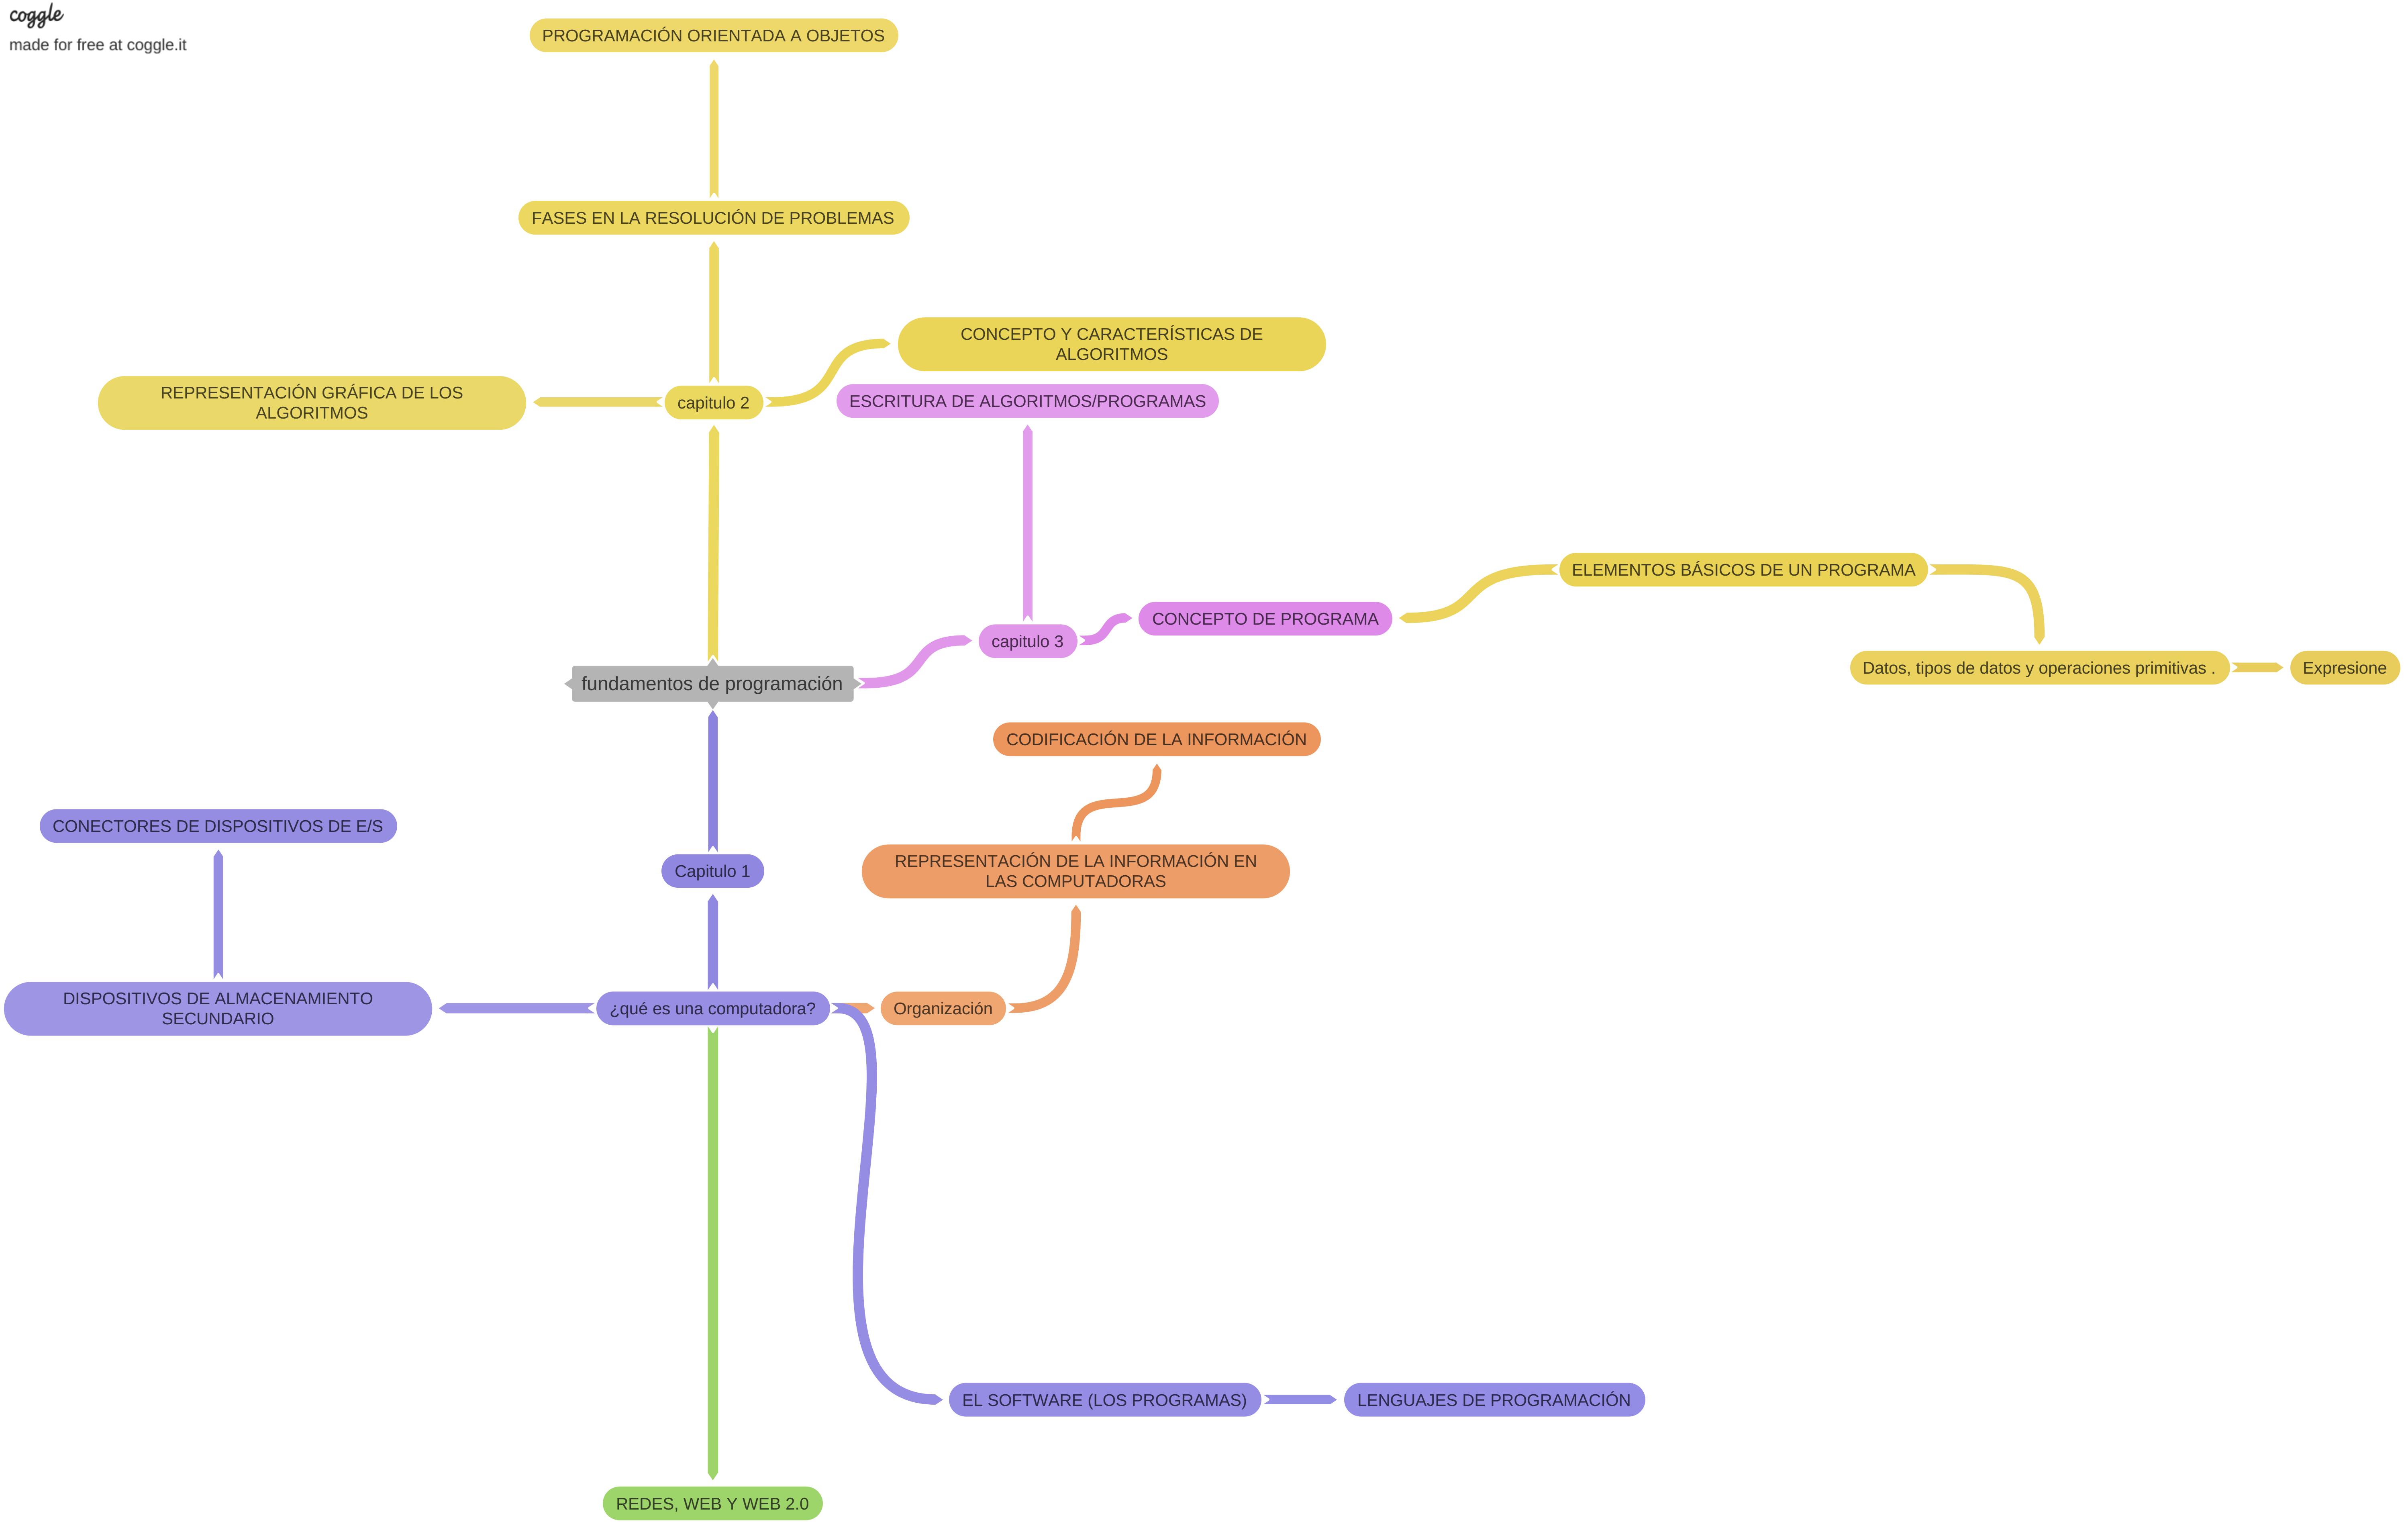 coggle
made for free at coggle.it
PROGRAMACIÓN ORIENTADA A OBJETOS
FASES EN LA RESOLUCIÓN DE PROBLEMAS
CONCEPTO Y CARACTERÍSTICAS DE
ALGORITMOS
REPRESENTACIÓN GRÁFICA DE LOS
ALGORITMOS
capitulo 2
ESCRITURA DE ALGORITMOS/PROGRAMAS
ELEMENTOS BÁSICOS DE UN PROGRAMA
CONCEPTO DE PROGRAMA
capitulo 3
Datos, tipos de datos y operaciones primitivas .
Expresione
fundamentos de programación
CODIFICACIÓN DE LA INFORMACIÓN
CONECTORES DE DISPOSITIVOS DE E/S
Capitulo 1
REPRESENTACIÓN DE LA INFORMACIÓN EN
LAS COMPUTADORAS
DISPOSITIVOS DE ALMACENAMIENTO
SECUNDARIO
¿qué es una computadora?
Organización
EL SOFTWARE (LOS PROGRAMAS)
LENGUAJES DE PROGRAMACIÓN
REDES, WEB Y WEB 2.0